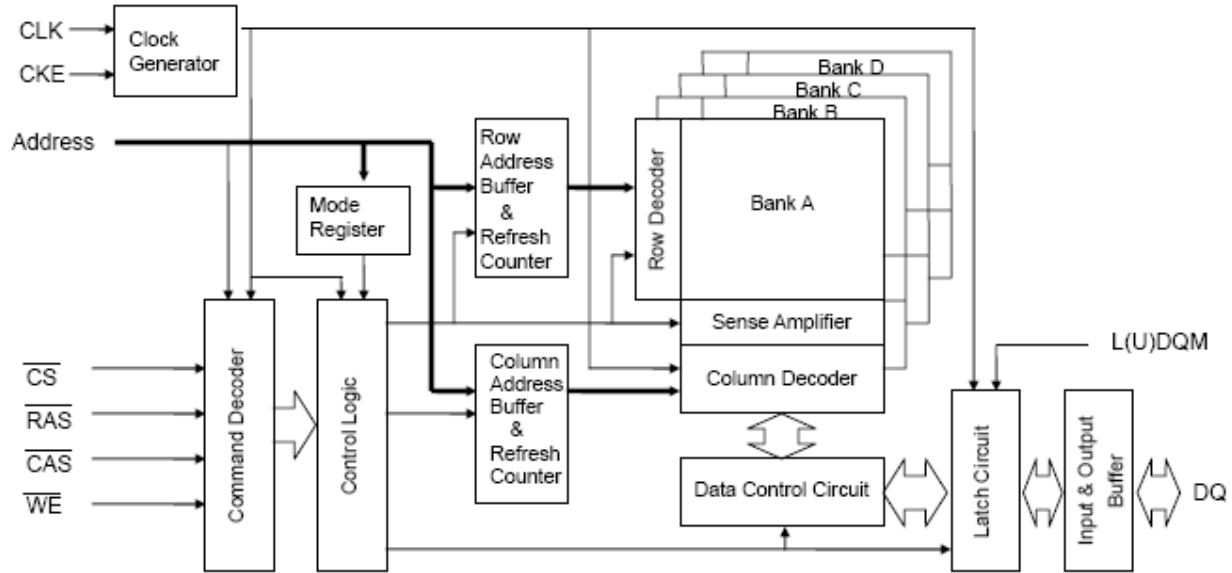 CLK
CKE
Clock
Generator
Address
Mode
Register
Row
Address
Buffer
&
Refresh
Counter
Bank D
Bank C
Bank B
Bank A
Row Decoder
Sense Amplifier
Column Decoder
CS
RAS
CAS
WE
Command Decoder
Control Logic
Column
Address
Buffer
&
Refresh
Counter
Data Control Circuit
L(U)DQM
Latch Circuit
Input & Output
Buffer
DQ